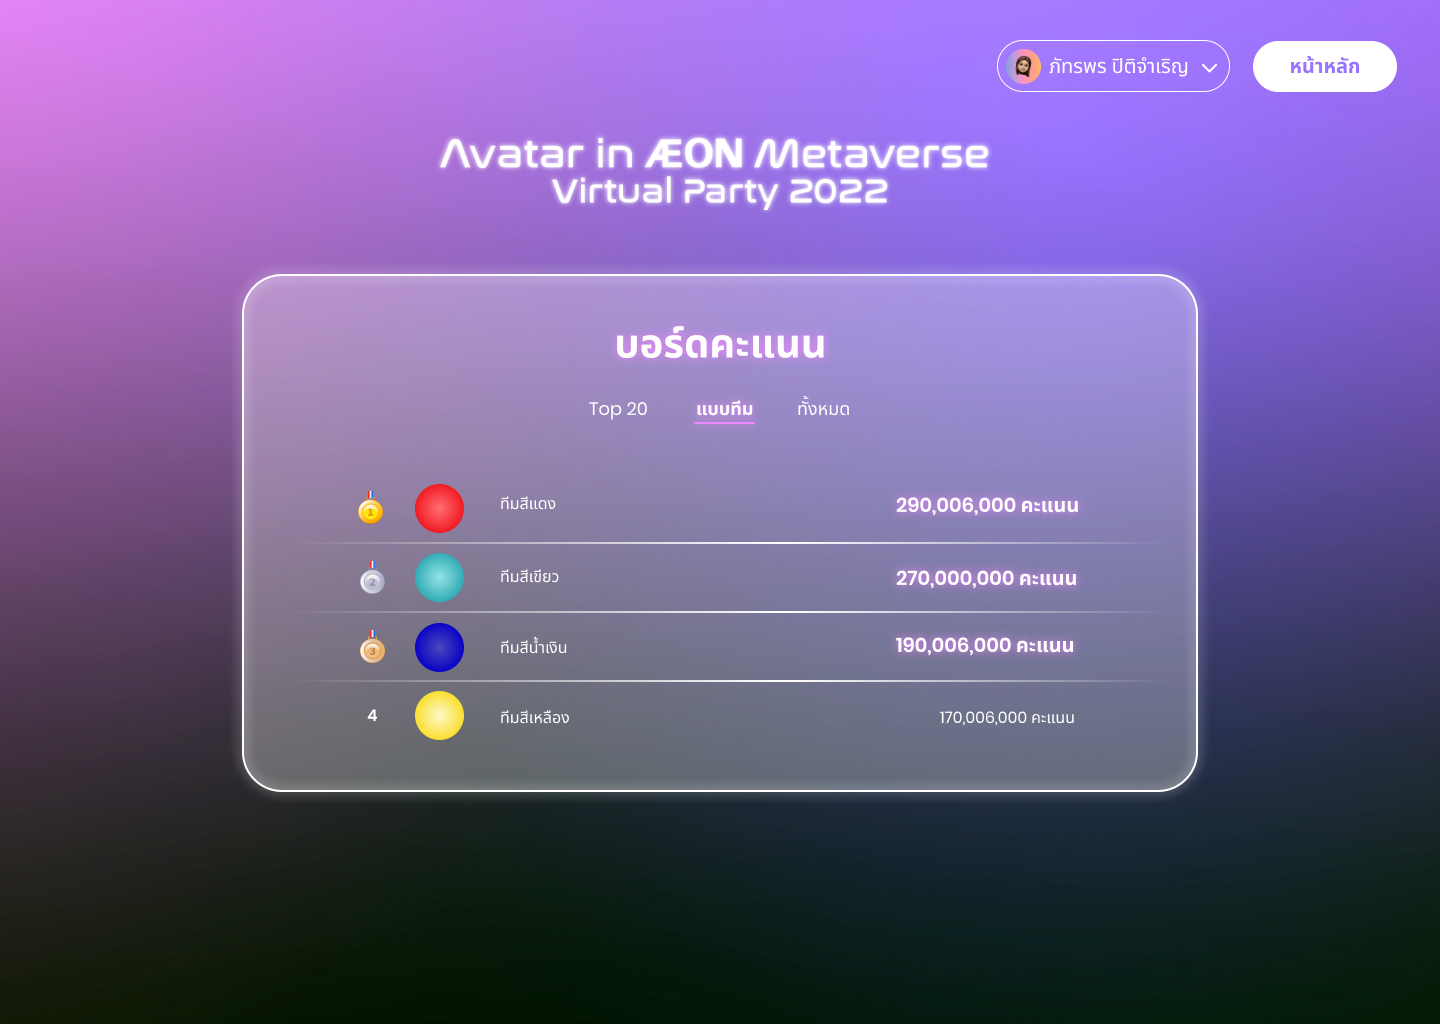 ภัทรพร ปิติจำเริญ
หน้าหลัก
Avatar in ÆON Metaverse
Virtual Party 2022
บอร์ดคะแนน
Top 20 แบบทีม ทั้งหมด
1 ทีมสีแดง 290,006,000 คะแนน
2 ทีมสีเขียว 270,000,000 คะแนน
3 ทีมสีน้ำเงิน 190,006,000 คะแนน
4 ทีมสีเหลือง 170,006,000 คะแนน